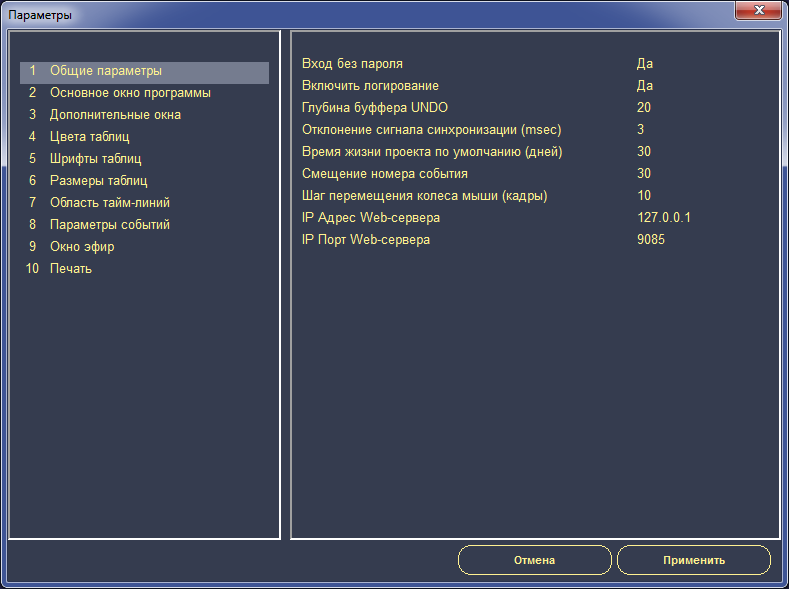 Параметры
1 Общие параметры
2 Основное окно программы
3 Дополнительные окна
4 Цвета таблиц
5 Шрифты таблиц
6 Размеры таблиц
7 Область тайм-линий
8 Параметры событий
9 Окно эфир
10 Печать
Вход без пароля Да
Включить логирование Да
Глубина буффера UNDO 20
Отклонение сигнала синхронизации (msec) 3
Время жизни проекта по умолчанию (дней) 30
Смещение номера события 30
Шаг перемещения колеса мыши (кадры) 10
IP Адрес Web-сервера 127.0.0.1
IP Порт Web-сервера 9085
Отмена
Применить